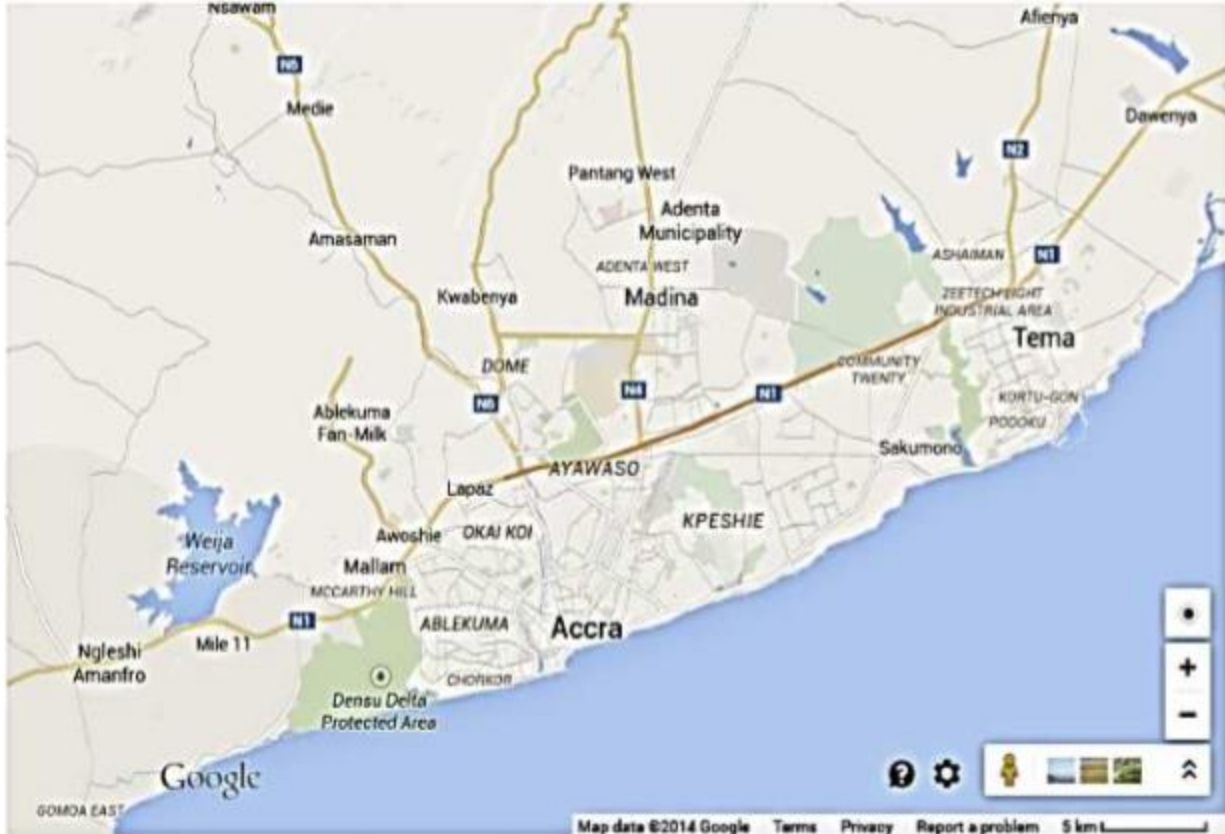 Nsawam
Afienya
N6
Medie
Dawenya
N2
Pantang West
Adenta
Municipality
Amasaman
ASHAIMAN
N1
ADENTA WEST
Kwabenya
Madina
ZEETECH EIGHT
INDUSTRIAL AREA
Tema
DOME
COMMUNITY
TWENTY
N4
N1
N6
KORTU-GON
PODOKU
Ablekuma
Fan-Milk
Sakumono
AYAWASO
Lapaz
KPESHIE
Awoshie
OKAI KOI
Weija
Reservoir
Mallam
MCCARTHY HILL
N1
ABLEKUMA
Accra
Mile 11
Ngleshi
Amanfro
CHORKOR
Densu Delta
Protected Area
Google
GOMOA EAST
Map data ©2014 Google Terms Privacy Report a problem 5 km